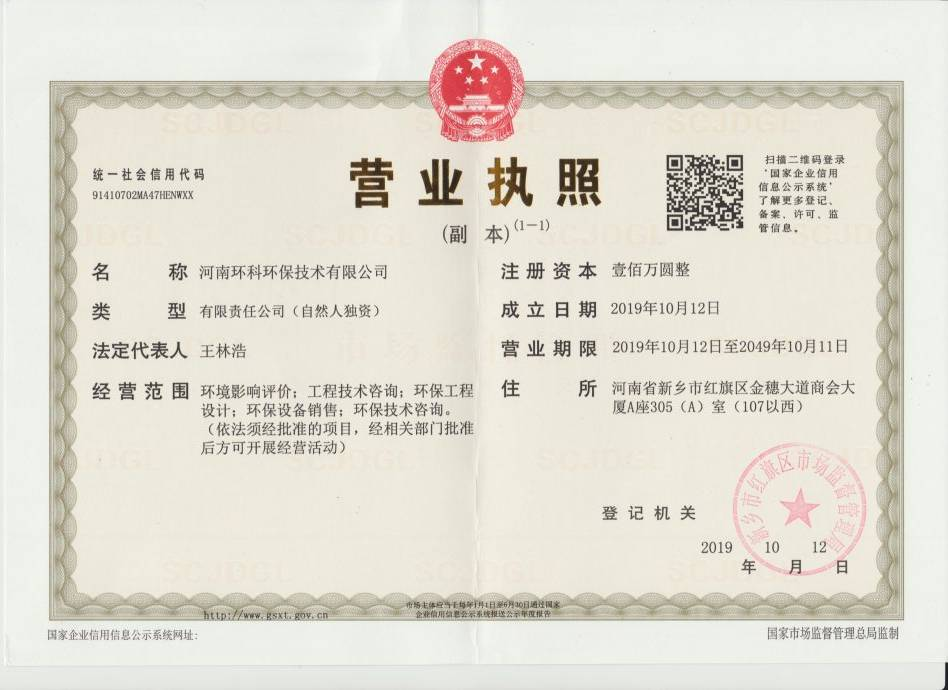 统一社会信用代码
91410702MA47HENWXX
营业执照
(副 本)(1-1)
扫描二维码登录
‘国家企业信用
信息公示系统’
了解更多登记、
备案、许可、监
管信息。
名 称 河南环科环保技术有限公司
类 型 有限责任公司（自然人独资）
法定代表人 王林浩
经营范围 环境影响评价；工程技术咨询；环保工程
设计；环保设备销售；环保技术咨询。
（依法须经批准的项目，经相关部门批准
后方可开展经营活动）
注册资本 壹佰万圆整
成立日期 2019年10月12日
营业期限 2019年10月12日至2049年10月11日
住 所 河南省新乡市红旗区金穗大道商会大
厦A座305（A）室（107以西）
登记机关
新乡市红旗区市场监督管理局
2019 年 10 月 12 日
http://www.gsxt.gov.cn
市场主体应当于每年1月1日至6月30日通过国家
企业信用信息公示系统报送公示年度报告
国家企业信用信息公示系统网址:
国家市场监督管理总局监制